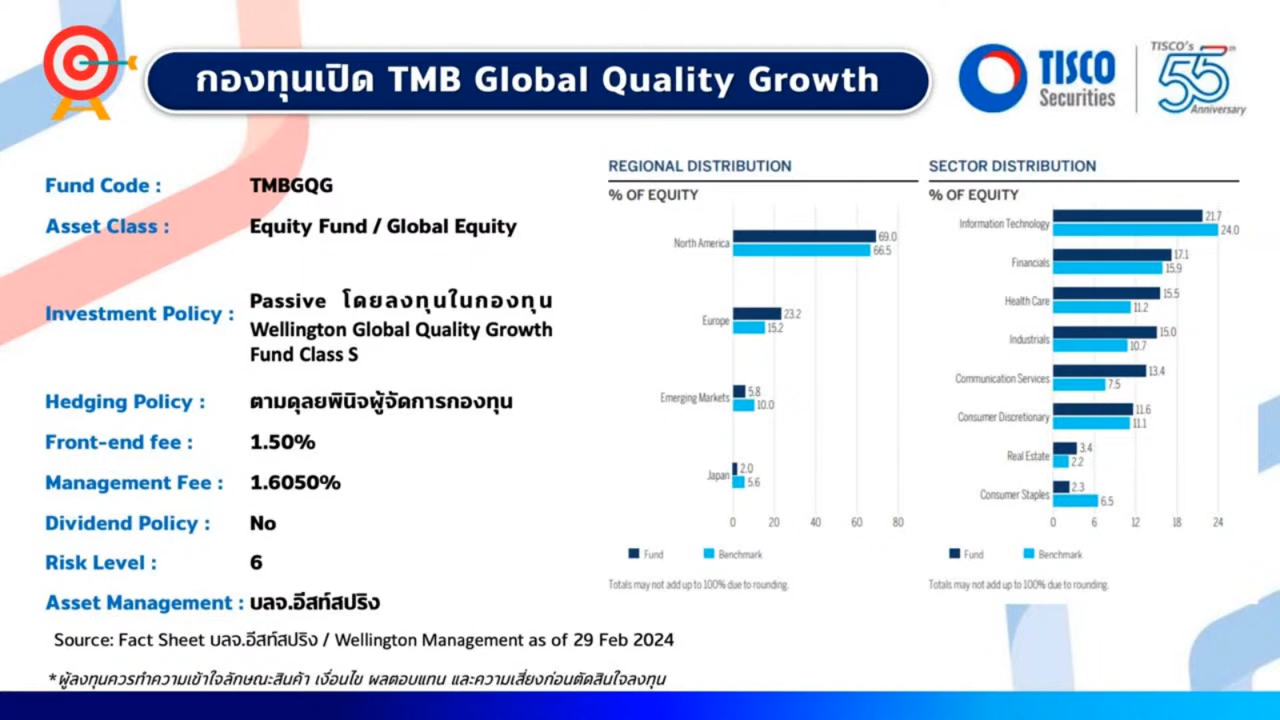 กองทุนเปิด TMB Global Quality Growth
TISCO
Securities
TISCO's
55th
Anniversary
Fund Code : TMBGQG
Asset Class : Equity Fund / Global Equity
Investment Policy : Passive โดยลงทุนในกองทุน
Wellington Global Quality Growth
Fund Class S
Hedging Policy : ตามดุลยพินิจผู้จัดการกองทุน
Front-end fee : 1.50%
Management Fee : 1.6050%
Dividend Policy : No
Risk Level : 6
Asset Management : บลจ.อีสท์สปริง
REGIONAL DISTRIBUTION
% OF EQUITY
North America 69.0
66.5
Europe 23.2
15.2
Emerging Markets 5.8
10.0
Japan 2.0
5.6
0 20 40 60 80
Fund Benchmark
Totals may not add up to 100% due to rounding.
SECTOR DISTRIBUTION
% OF EQUITY
Information Technology 21.7
24.0
Financials 17.1
15.9
Health Care 15.5
11.2
Industrials 15.0
10.7
Communication Services 13.4
7.5
Consumer Discretionary 11.6
11.1
Real Estate 3.4
2.2
Consumer Staples 2.3
6.5
0 6 12 18 24
Fund Benchmark
Totals may not add up to 100% due to rounding.
Source: Fact Sheet บลจ.อีสท์สปริง / Wellington Management as of 29 Feb 2024
*ผู้ลงทุนควรทำความเข้าใจลักษณะสินค้า เงื่อนไข ผลตอบแทน และความเสี่ยงก่อนตัดสินใจลงทุน